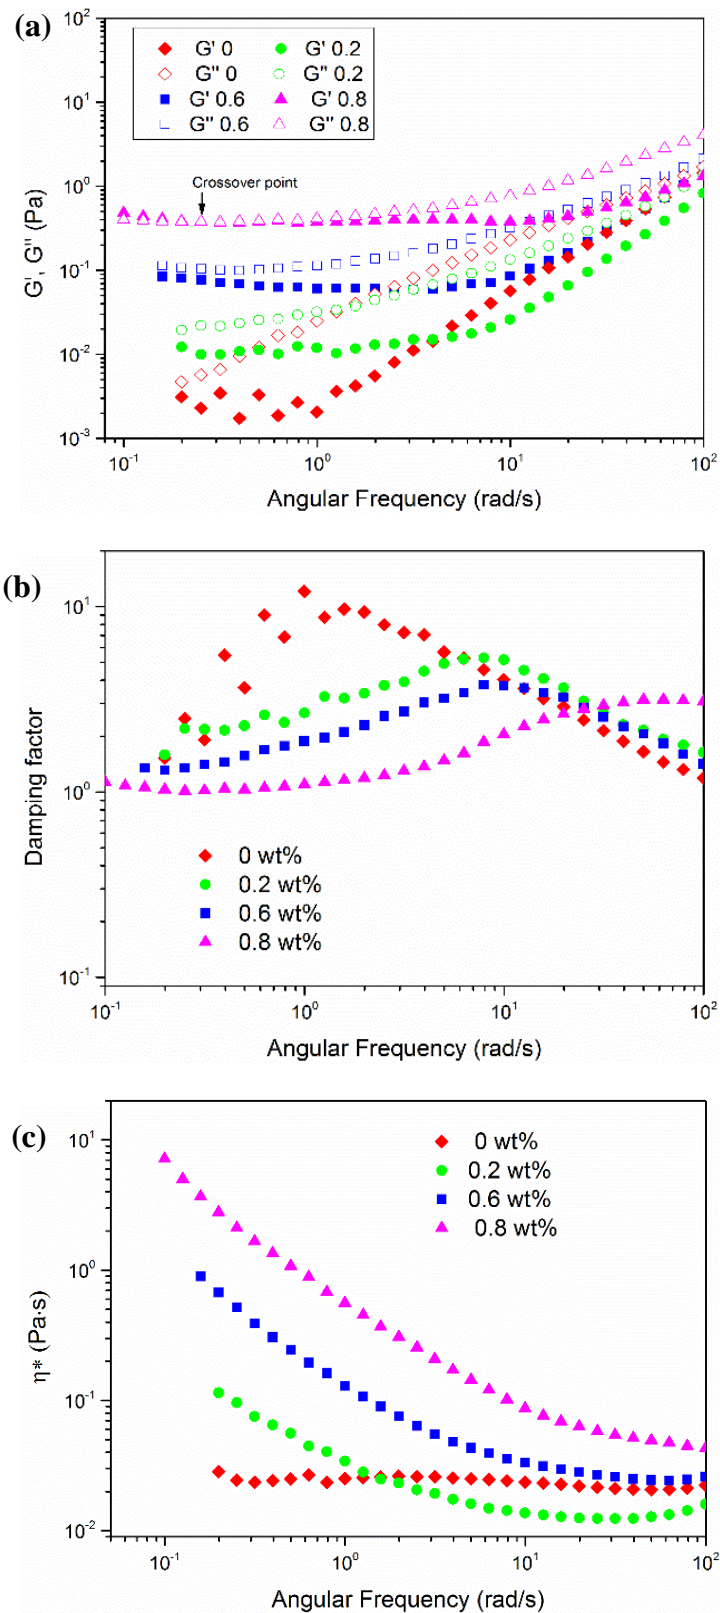 (a)
10²
10¹
10⁰
10⁻¹
10⁻²
10⁻³
G', G'' (Pa)
G' 0
G' 0.2
G'' 0
G'' 0.2
G' 0.6
G' 0.8
G'' 0.6
G'' 0.8
Crossover point
10⁻¹
10⁰
10¹
10²
Angular Frequency (rad/s)
(b)
10¹
10⁰
10⁻¹
Damping factor
0 wt%
0.2 wt%
0.6 wt%
0.8 wt%
10⁻¹
10⁰
10¹
10²
Angular Frequency (rad/s)
(c)
10¹
10⁰
10⁻¹
10⁻²
η* (Pa·s)
0 wt%
0.2 wt%
0.6 wt%
0.8 wt%
10⁻¹
10⁰
10¹
10²
Angular Frequency (rad/s)